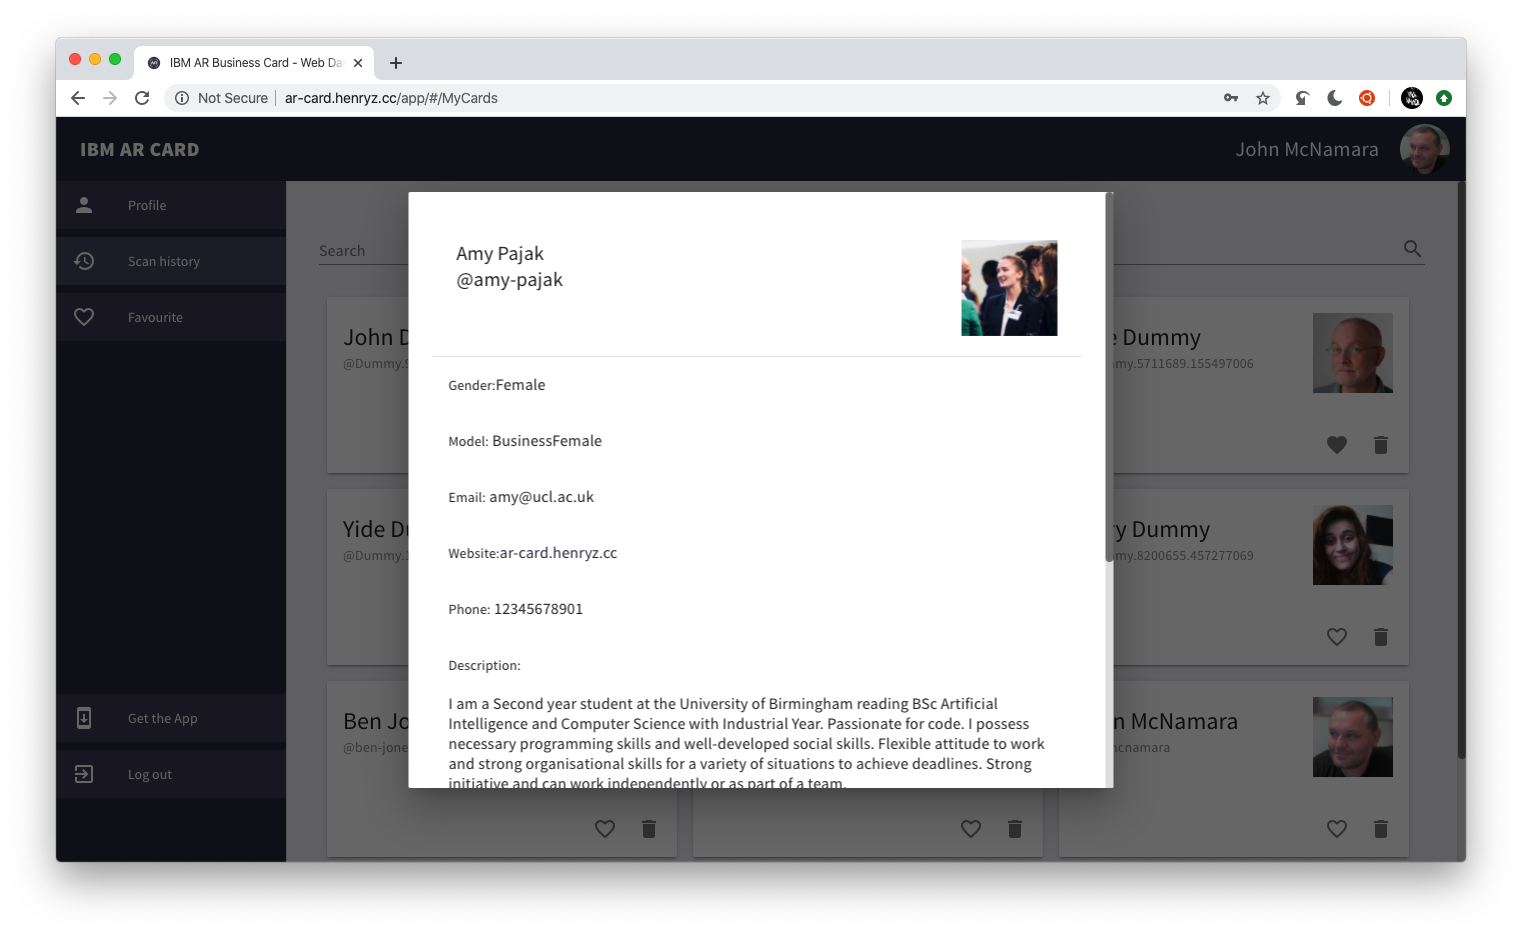 IBM AR Business Card - Web Da
Not Secure
ar-card.henryz.cc/app/#/MyCards
IBM AR CARD
John McNamara
Profile
Scan history
Favourite
Get the App
Log out
Search
John D
@Dummy.9
e Dummy
my.5711689.155497006
Yide Du
@Dummy.
ry Dummy
my.8200655.457277069
Ben Jo
@ben-jone
n McNamara
ncnamara
Amy Pajak
@amy-pajak
Gender:Female
Model: BusinessFemale
Email: amy@ucl.ac.uk
Website:ar-card.henryz.cc
Phone: 12345678901
Description:
I am a Second year student at the University of Birmingham reading BSc Artificial
Intelligence and Computer Science with Industrial Year. Passionate for code. I possess
necessary programming skills and well-developed social skills. Flexible attitude to work
and strong organisational skills for a variety of situations to achieve deadlines. Strong
initiative and can work independently or as part of a team.